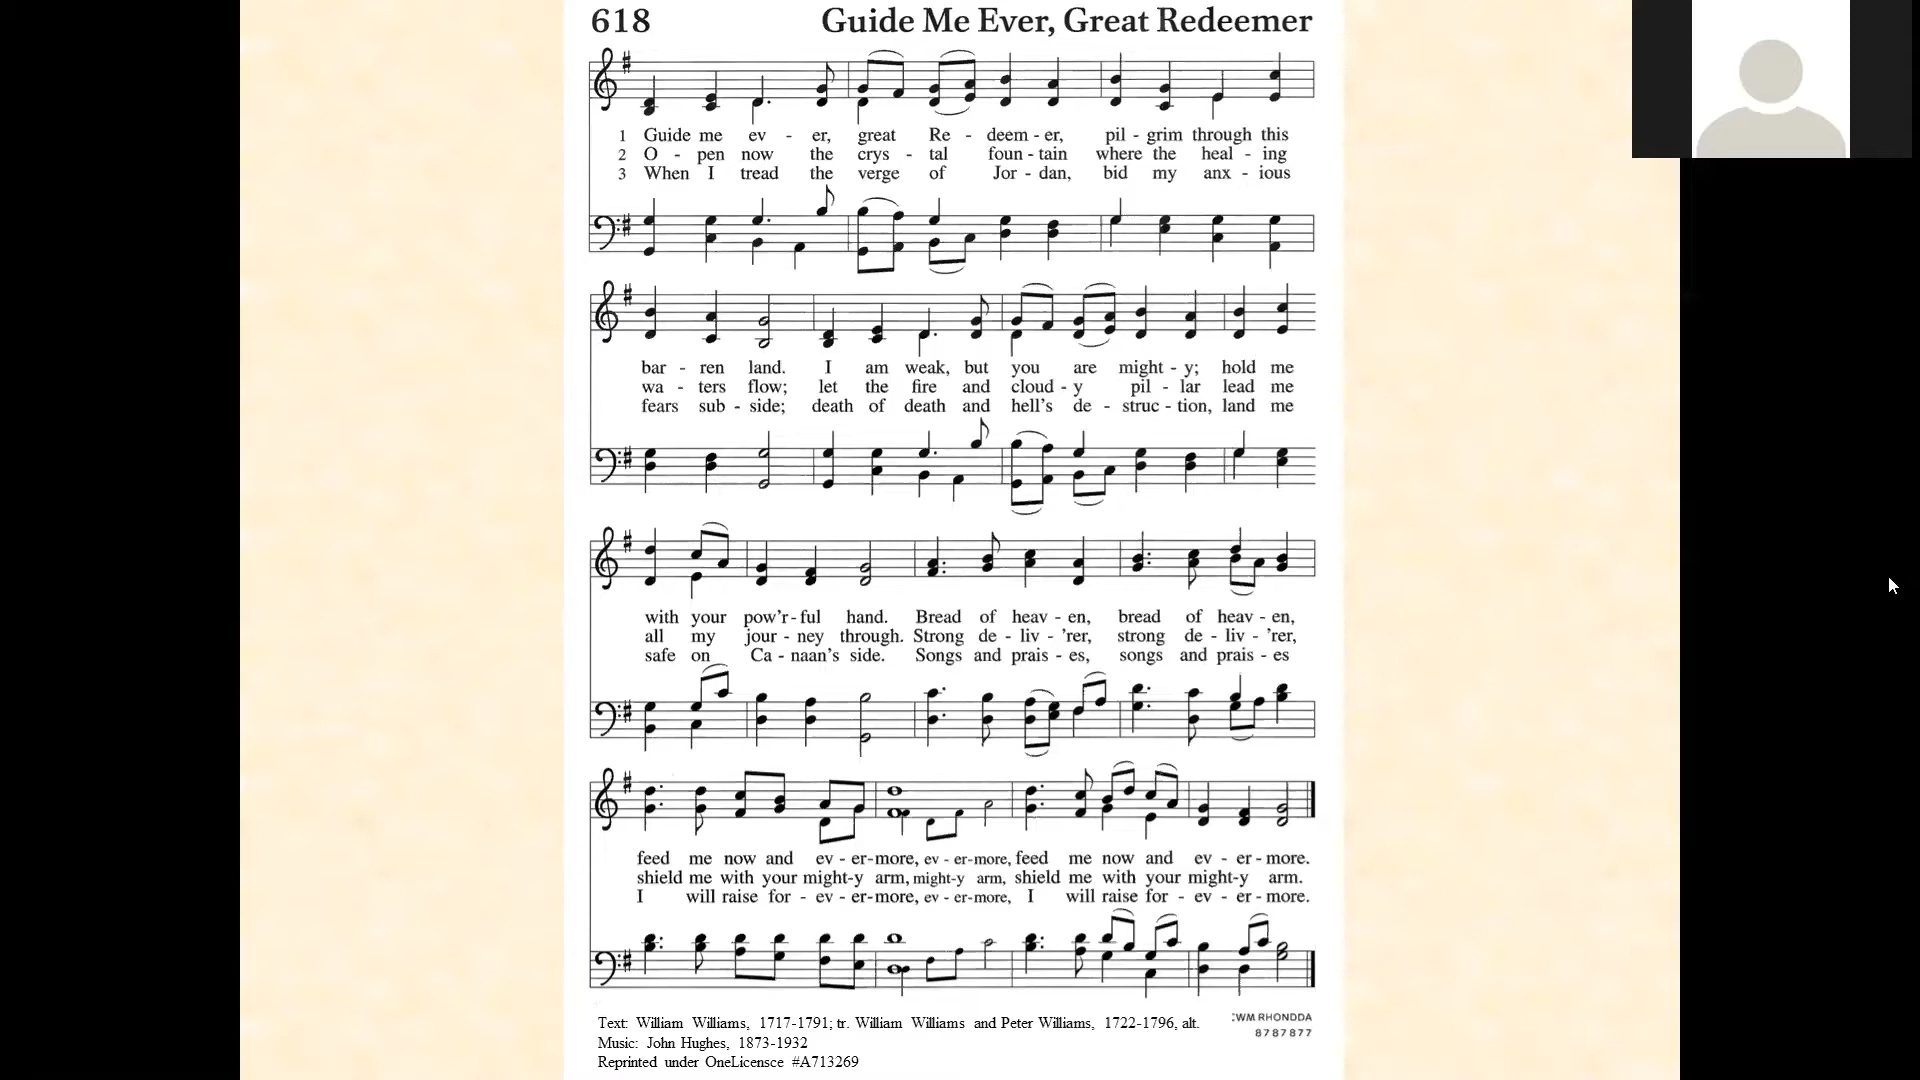 618 Guide Me Ever, Great Redeemer
1 Guide me ev - er, great Re - deem - er, pil - grim through this
2 O - pen now the crys - tal foun - tain where the heal - ing
3 When I tread the verge of Jor - dan, bid my anx - ious
bar - ren land. I am weak, but you are might - y; hold me
wa - ters flow; let the fire and cloud - y pil - lar lead me
fears sub - side; death of death and hell's de - struc - tion, land me
with your pow'r - ful hand. Bread of heav - en, bread of heav - en,
all my jour - ney through. Strong de - liv - 'rer, strong de - liv - 'rer,
safe on Ca - naan's side. Songs and prais - es, songs and prais - es
feed me now and ev - er-more, ev - er-more, feed me now and ev - er - more.
shield me with your might-y arm, might-y arm, shield me with your might-y arm.
I will raise for - ev - er-more, ev - er-more, I will raise for - ev - er - more.
Text: William Williams, 1717-1791; tr. William Williams and Peter Williams, 1722-1796, alt.
Music: John Hughes, 1873-1932
Reprinted under OneLicensce #A713269
WM RHONDDA
8 7 8 7 8 7 7